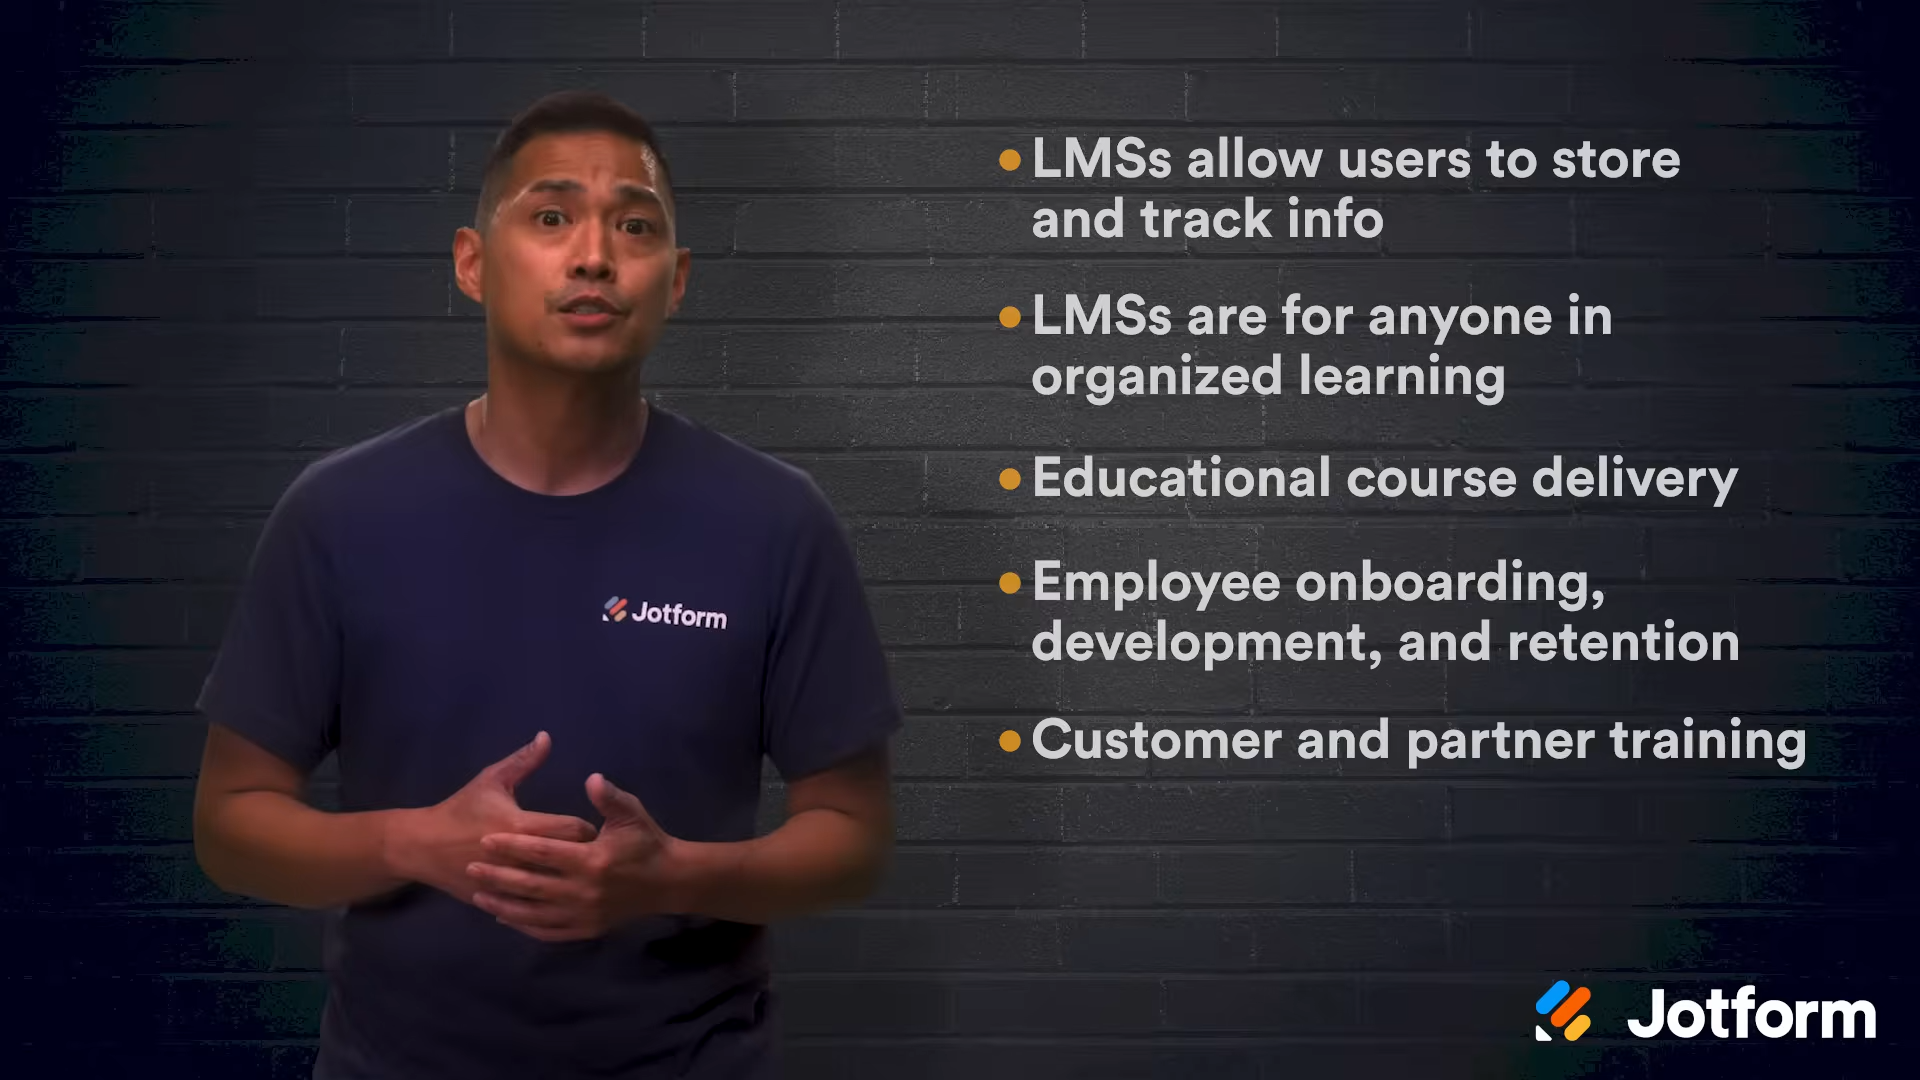 LMSs allow users to store
and track info
LMSs are for anyone in
organized learning
Educational course delivery
Employee onboarding,
development, and retention
Customer and partner training
Jotform
Jotform